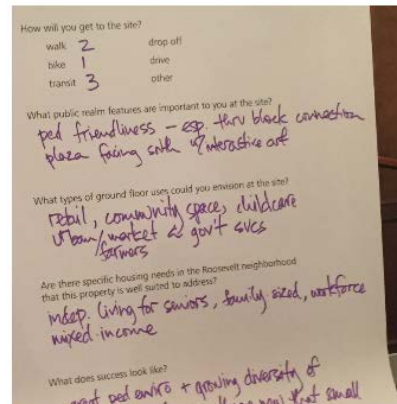 How will you get to the site?
walk 2 drop off
bike 1 drive
transit 3 other
What public realm features are important to you at the site?
ped friendliness - esp. thru block connection
plaza facing w/interactive art
What types of ground floor uses could you envision at the site?
retail, community space, childcare
urban/farmers market & gov't svcs
Are there specific housing needs in the Roosevelt neighborhood
that this property is well suited to address?
indep. living for seniors, family-sized, workforce
mixed-income
What does success look like?
great ped enviro + growing diversity of
that small